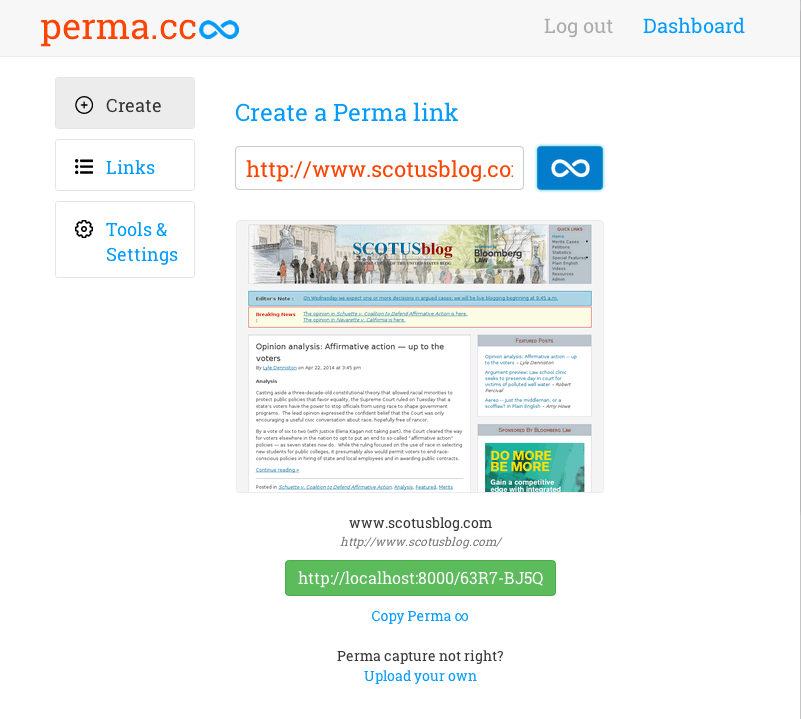 perma.cc
Log out
Dashboard
Create
Links
Tools &
Settings
Create a Perma link
http://www.scotusblog.co
SCOTUSblog
Bloomberg
LAW
QUICK LINKS
Home
Merits Cases
Petitions
Statistics
Special Features
Plain English
Videos
Resources
Admin
Editor's Note :
On Wednesday we expect one or more decisions in argued cases; we will be live blogging beginning at 9:45 a.m.
Breaking News :
The opinion in Schuette v. Coalition to Defend Affirmative Action is here.
The opinion in Navarette v. California is here.
Opinion analysis: Affirmative action — up to the
voters
By Lyle Denniston on Apr 22, 2014 at 3:45 pm
Analysis
Casting aside a three-decade-old constitutional theory that allowed racial minorities to
protect public policies that favor equality, the Supreme Court ruled on Tuesday that a
state's voters have the power to stop officials from using race to shape government
programs. The lead opinion expressed the confident belief that the Court was only
encouraging a useful civic conversation about race, hopefully free of rancor.
By a vote of six to two (with Justice Elena Kagan not taking part), the Court cleared the way
for voters elsewhere in the nation to opt to put an end to so-called "affirmative action"
policies — as seven states now do. While the ruling focused on the use of race in selecting
new students for public colleges, it presumably also would permit voters to end race-
conscious policies in hiring of state and local employees and in awarding public contracts.
Continue reading »
Posted in Schuette v. Coalition to Defend Affirmative Action, Analysis, Featured, Merits
FEATURED POSTS
Opinion analysis: Affirmative action — up
to the voters – Lyle Denniston
Argument preview: Law school clinic
seeks to preserve day in court for
victims of polluted well water – Robert
Percival
Aereo – Just the middleman, or a
scofflaw? In Plain English – Amy Howe
SPONSORED BY BLOOMBERG LAW
DO MORE
BE MORE
Gain a competitive
edge with integrated
www.scotusblog.com
http://www.scotusblog.com/
http://localhost:8000/63R7-BJ5Q
Copy Perma ∞
Perma capture not right?
Upload your own